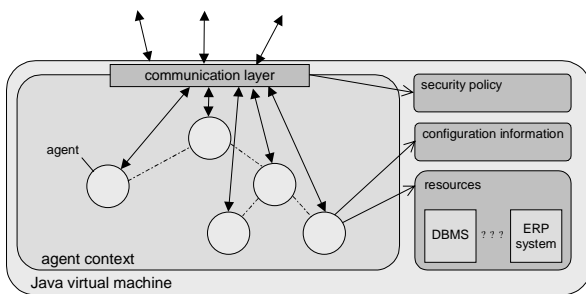 communication layer
security policy
configuration information
agent
resources
DBMS
? ? ?
ERP
system
agent context
Java virtual machine